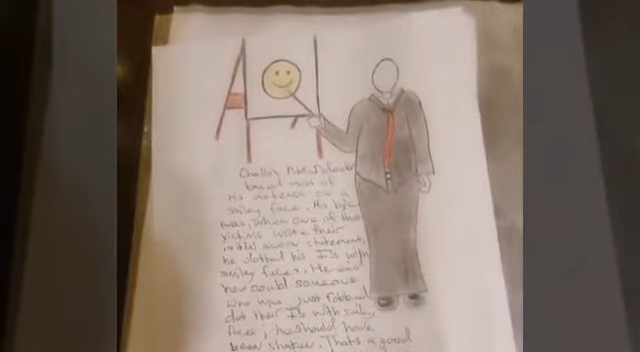 based most of
his defense on a
smiley face. His
was, when one of the
victims wrote their
initial sworn statement,
he dotted his I's with
smiley faces. He
how could someone
who was just robbed
dot their I's with smiley
faces; he should have
been shaken. Thats a good